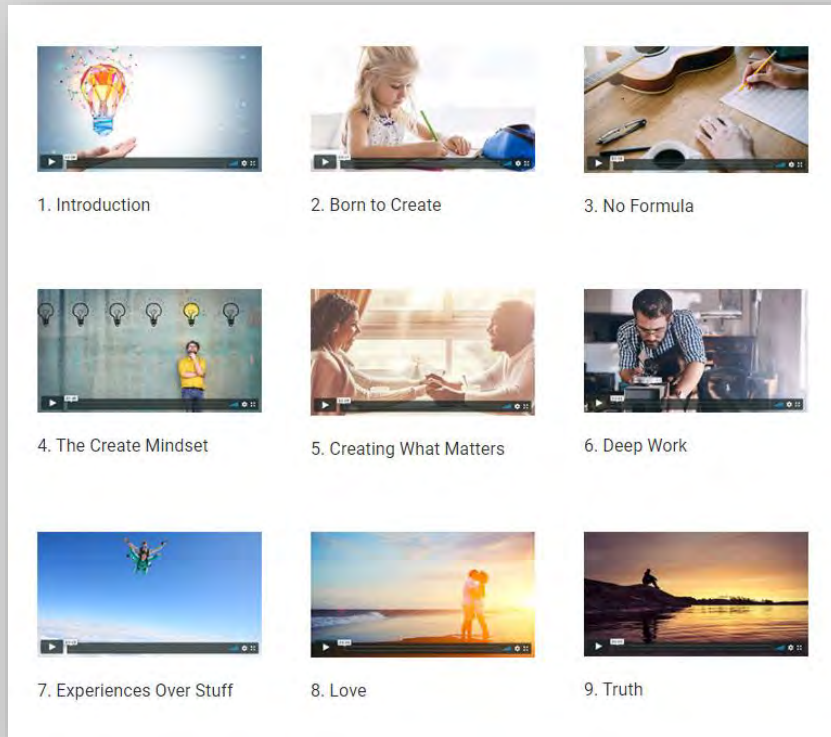 1. Introduction
2. Born to Create
3. No Formula
4. The Create Mindset
5. Creating What Matters
6. Deep Work
7. Experiences Over Stuff
8. Love
9. Truth